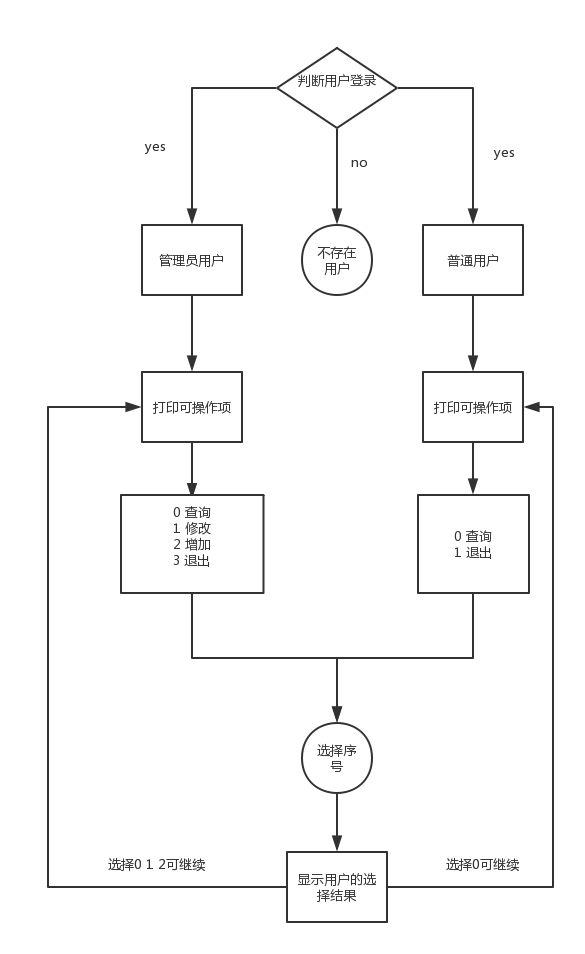 判断用户登录
yes
no
yes
管理员用户
不存在
用户
普通用户
打印可操作项
打印可操作项
0 查询
1 修改
2 增加
3 退出
0 查询
1 退出
选择序
号
选择0 1 2可继续
选择0可继续
显示用户的选
择结果